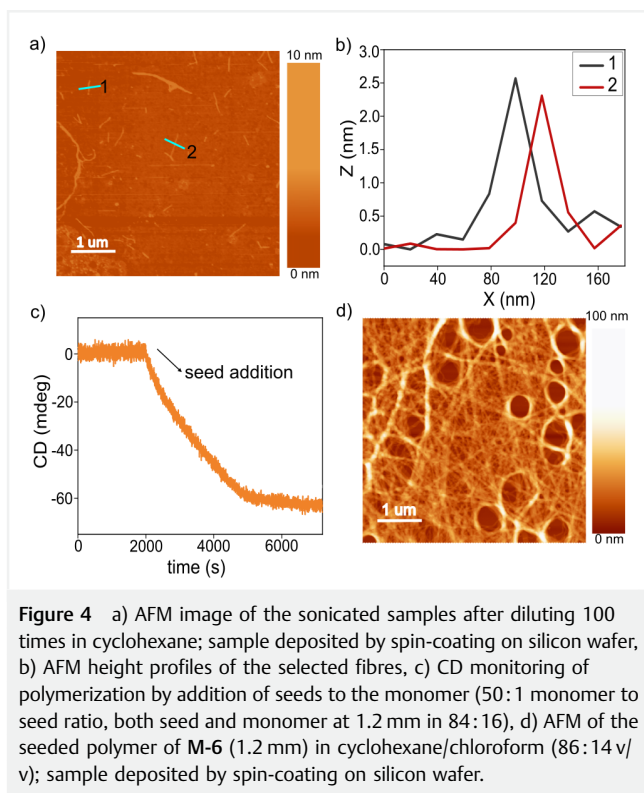 a)
10 nm
1
2
1 um
0 nm
b)
3.0
2.5
2.0
1.5
1.0
0.5
0.0
Z (nm)
1
2
0 40 80 120 160
X (nm)
c)
0
-20
-40
-60
CD (mdeg)
seed addition
0 2000 4000 6000
time (s)
d)
100 nm
1 um
0 nm
Figure 4 a) AFM image of the sonicated samples after diluting 100
times in cyclohexane; sample deposited by spin-coating on silicon wafer,
b) AFM height profiles of the selected fibres, c) CD monitoring of
polymerization by addition of seeds to the monomer (50:1 monomer to
seed ratio, both seed and monomer at 1.2 mm in 84:16), d) AFM of the
seeded polymer of M-6 (1.2 mm) in cyclohexane/chloroform (86:14 v/
v); sample deposited by spin-coating on silicon wafer.